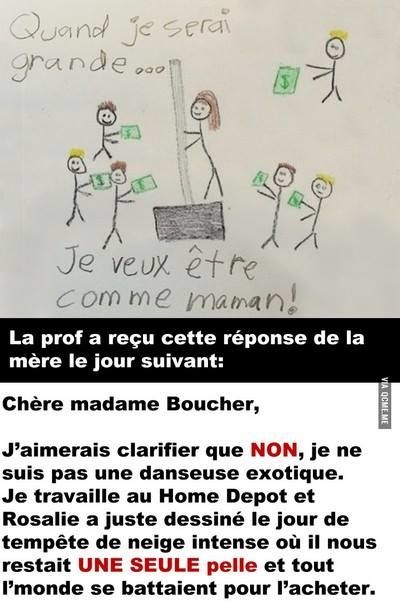 Quand je serai
grande...
$
$
$
$
$
Je veux être
comme maman!
La prof a reçu cette réponse de la
mère le jour suivant:
VIA QCME.ME
Chère madame Boucher,
J'aimerais clarifier que NON, je ne
suis pas une danseuse exotique.
Je travaille au Home Depot et
Rosalie a juste dessiné le jour de
tempête de neige intense où il nous
restait UNE SEULE pelle et tout
l'monde se battaient pour l'acheter.